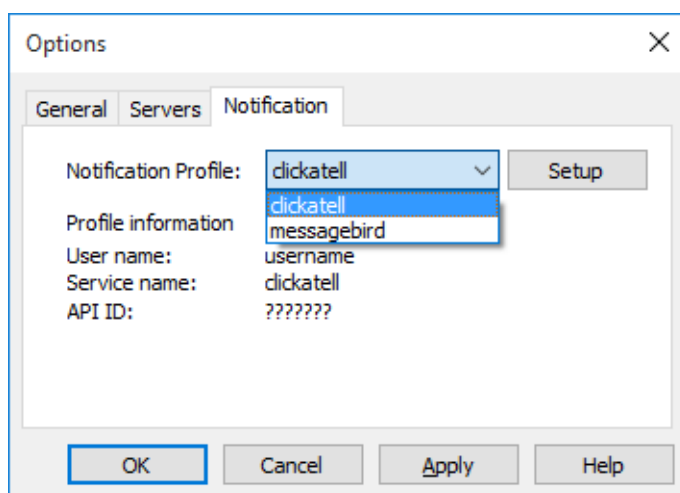 Options
General Servers Notification
Notification Profile: clickatell Setup
clickatell
Profile information
messagebird
User name: username
Service name: clickatell
API ID: ???????
OK Cancel Apply Help